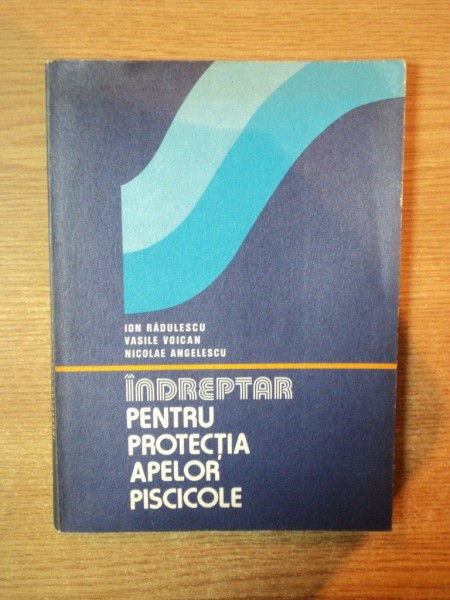 ION RĂDULESCU
VASILE VOICAN
NICOLAE ANGELESCU
ÎNDREPTAR
PENTRU
PROTECȚIA
APELOR
PISCICOLE